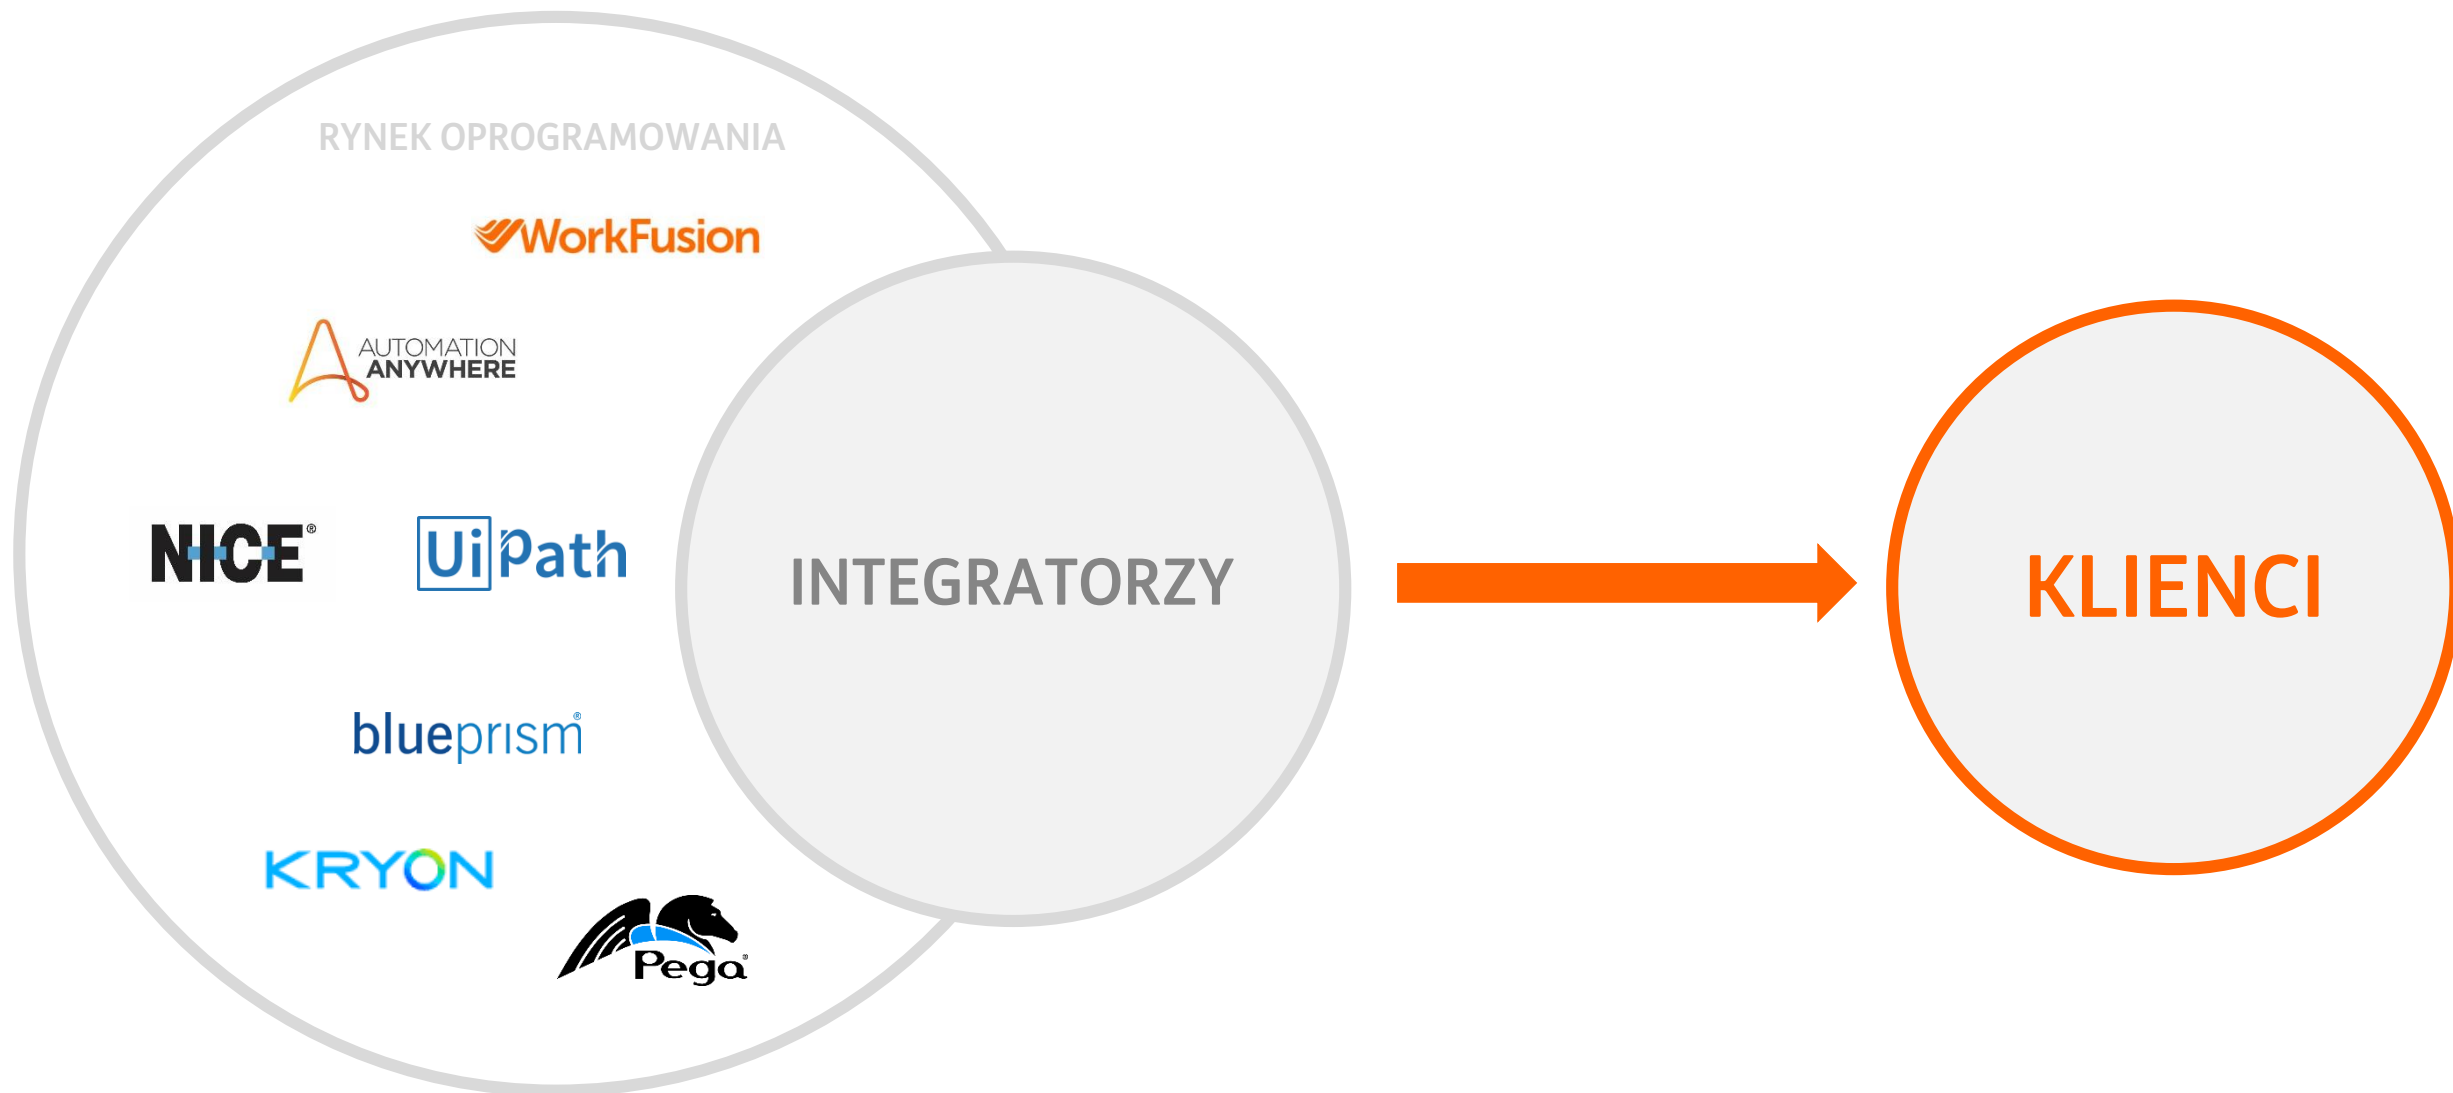 RYNEK OPROGRAMOWANIA
WorkFusion
AUTOMATION
ANYWHERE
NICE®
UiPath
INTEGRATORZY
KLIENCI
blueprism®
KRYON
Pega®